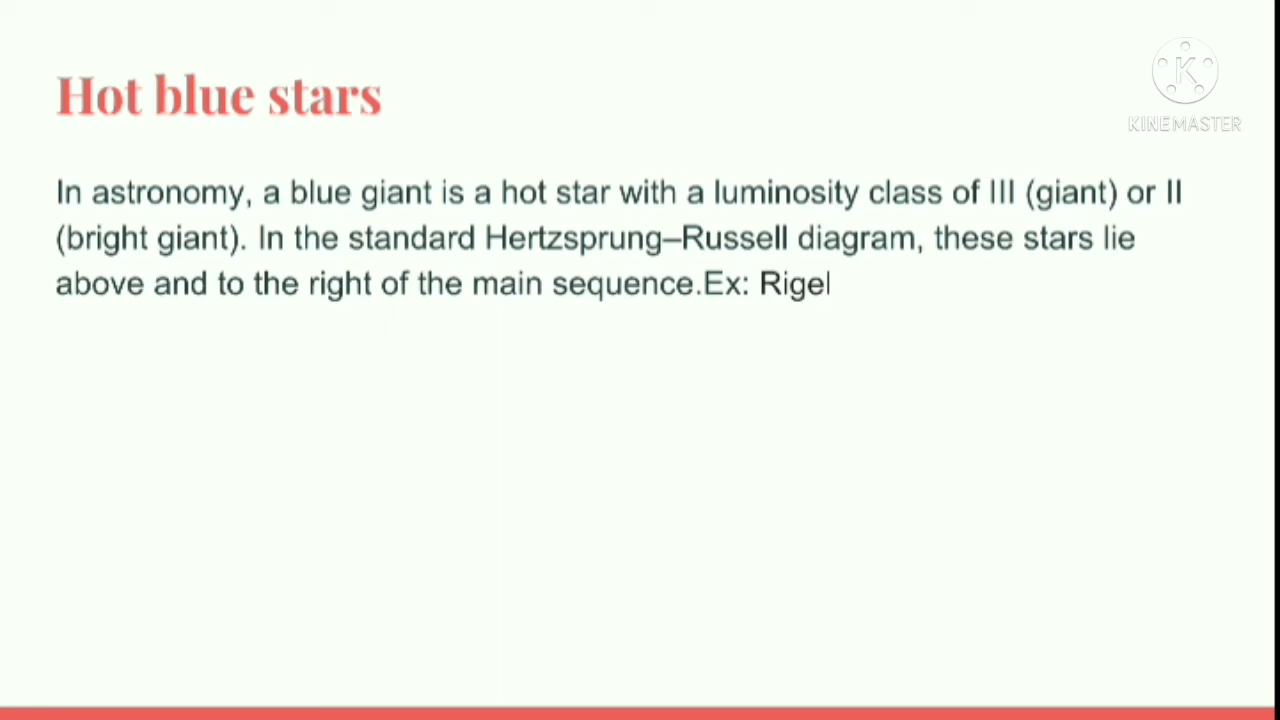 Hot blue stars
KINEMASTER
In astronomy, a blue giant is a hot star with a luminosity class of III (giant) or II
(bright giant). In the standard Hertzsprung–Russell diagram, these stars lie
above and to the right of the main sequence.Ex: Rigel